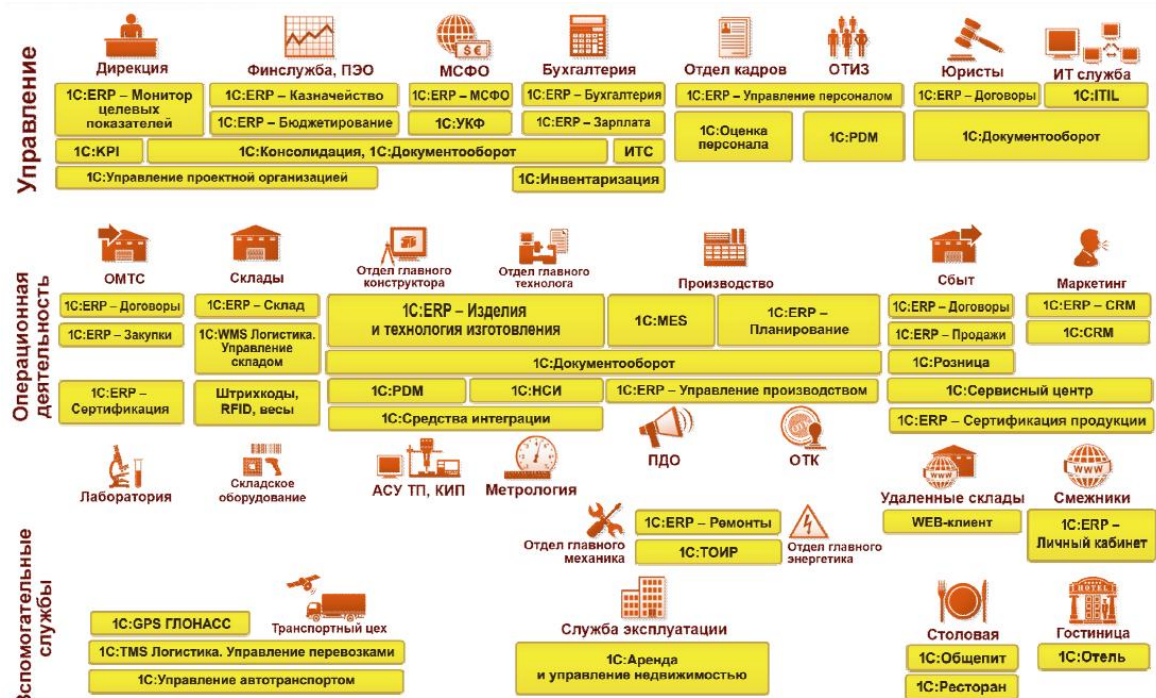 Управление
Дирекция
Финслужба, ПЭО
$ €
МСФО
Бухгалтерия
Отдел кадров
ОТИЗ
Юристы
ИТ служба
1С:ERP – Монитор
целевых
показателей
1С:ERP – Казначейство
1С:ERP – МСФО
1С:ERP – Бухгалтерия
1С:ERP – Управление персоналом
1С:ERP – Договоры
1С:ITIL
1С:ERP – Бюджетирование
1С:УКФ
1С:ERP – Зарплата
1С:Оценка
персонала
1С:PDM
1С:Документооборот
1С:KPI
1С:Консолидация, 1С:Документооборот
ИТС
1С:Управление проектной организацией
1С:Инвентаризация
Операционная
деятельность
ОМТС
Склады
Отдел главного
конструктора
Отдел главного
технолога
Производство
Сбыт
Маркетинг
1С:ERP – Договоры
1С:ERP – Склад
1С:ERP – Изделия
и технология изготовления
1С:MES
1С:ERP –
Планирование
1С:ERP – Договоры
1С:ERP – CRM
1С:ERP – Закупки
1С:WMS Логистика.
Управление
складом
1С:ERP – Продажи
1С:CRM
1С:Документооборот
1С:Розница
1С:ERP –
Сертификация
Штрихкоды,
RFID, весы
1С:PDM
1С:НСИ
1С:ERP – Управление производством
1С:Сервисный центр
1С:Средства интеграции
1С:ERP – Сертификация продукции
Лаборатория
Складское
оборудование
АСУ ТП, КИП
Метрология
ПДО
ОТК
WWW
Удаленные склады
WWW
Смежники
WEB-клиент
1С:ERP –
Личный кабинет
Вспомогательные
службы
Отдел главного
механика
1С:ERP – Ремонты
1С:ТОИР
Отдел главного
энергетика
1С:GPS ГЛОНАСС
Транспортный цех
1С:TMS Логистика. Управление перевозками
1С:Управление автотранспортом
Служба эксплуатации
1С:Аренда
и управление недвижимостью
Столовая
1С:Общепит
1С:Ресторан
HOTEL
Гостиница
1С:Отель